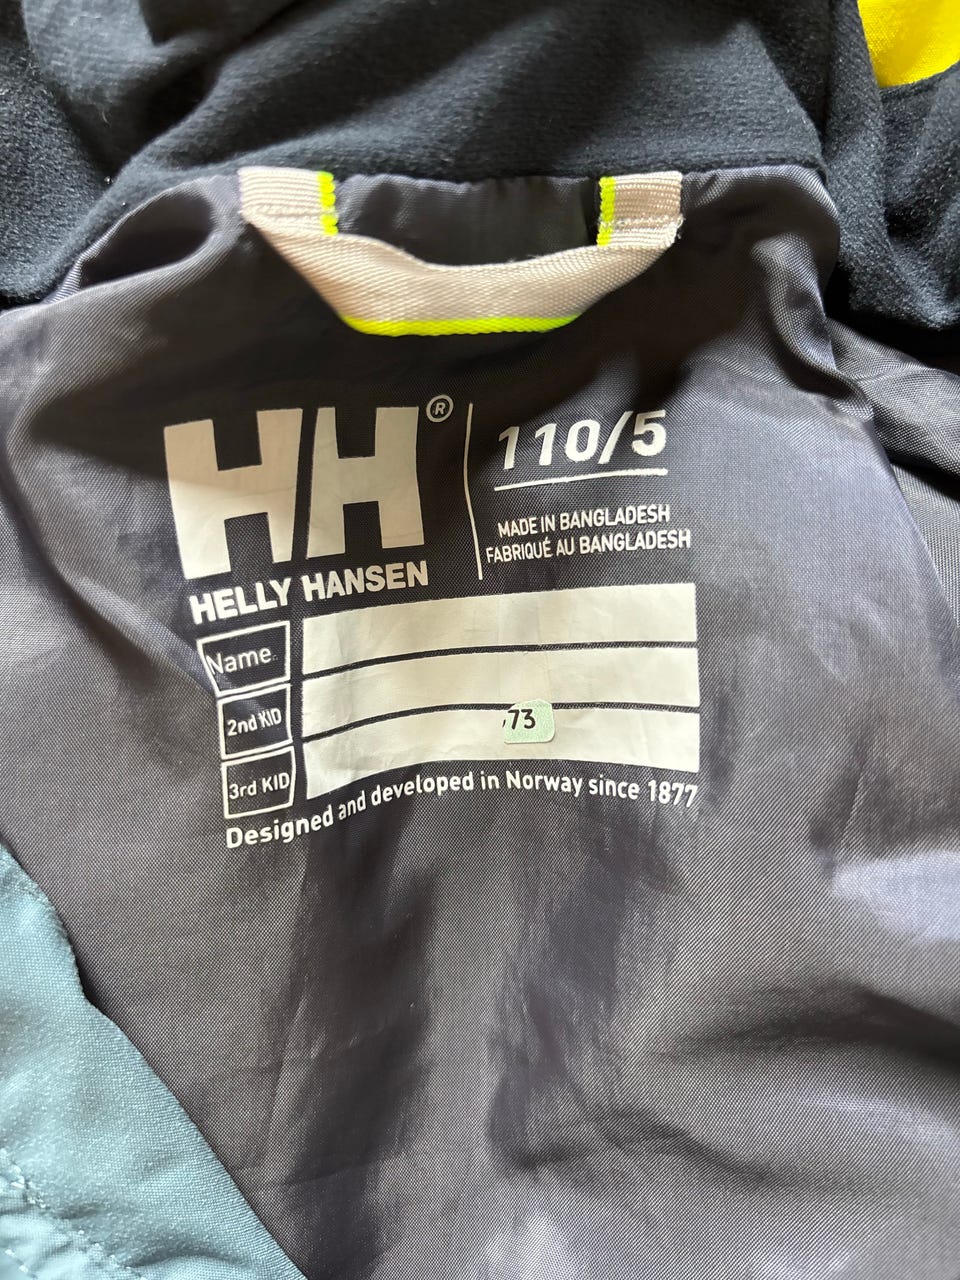 HH®
HELLY HANSEN
110/5
MADE IN BANGLADESH
FABRIQUÉ AU BANGLADESH
Name
2nd KID
3rd KID
73
Designed and developed in Norway since 1877